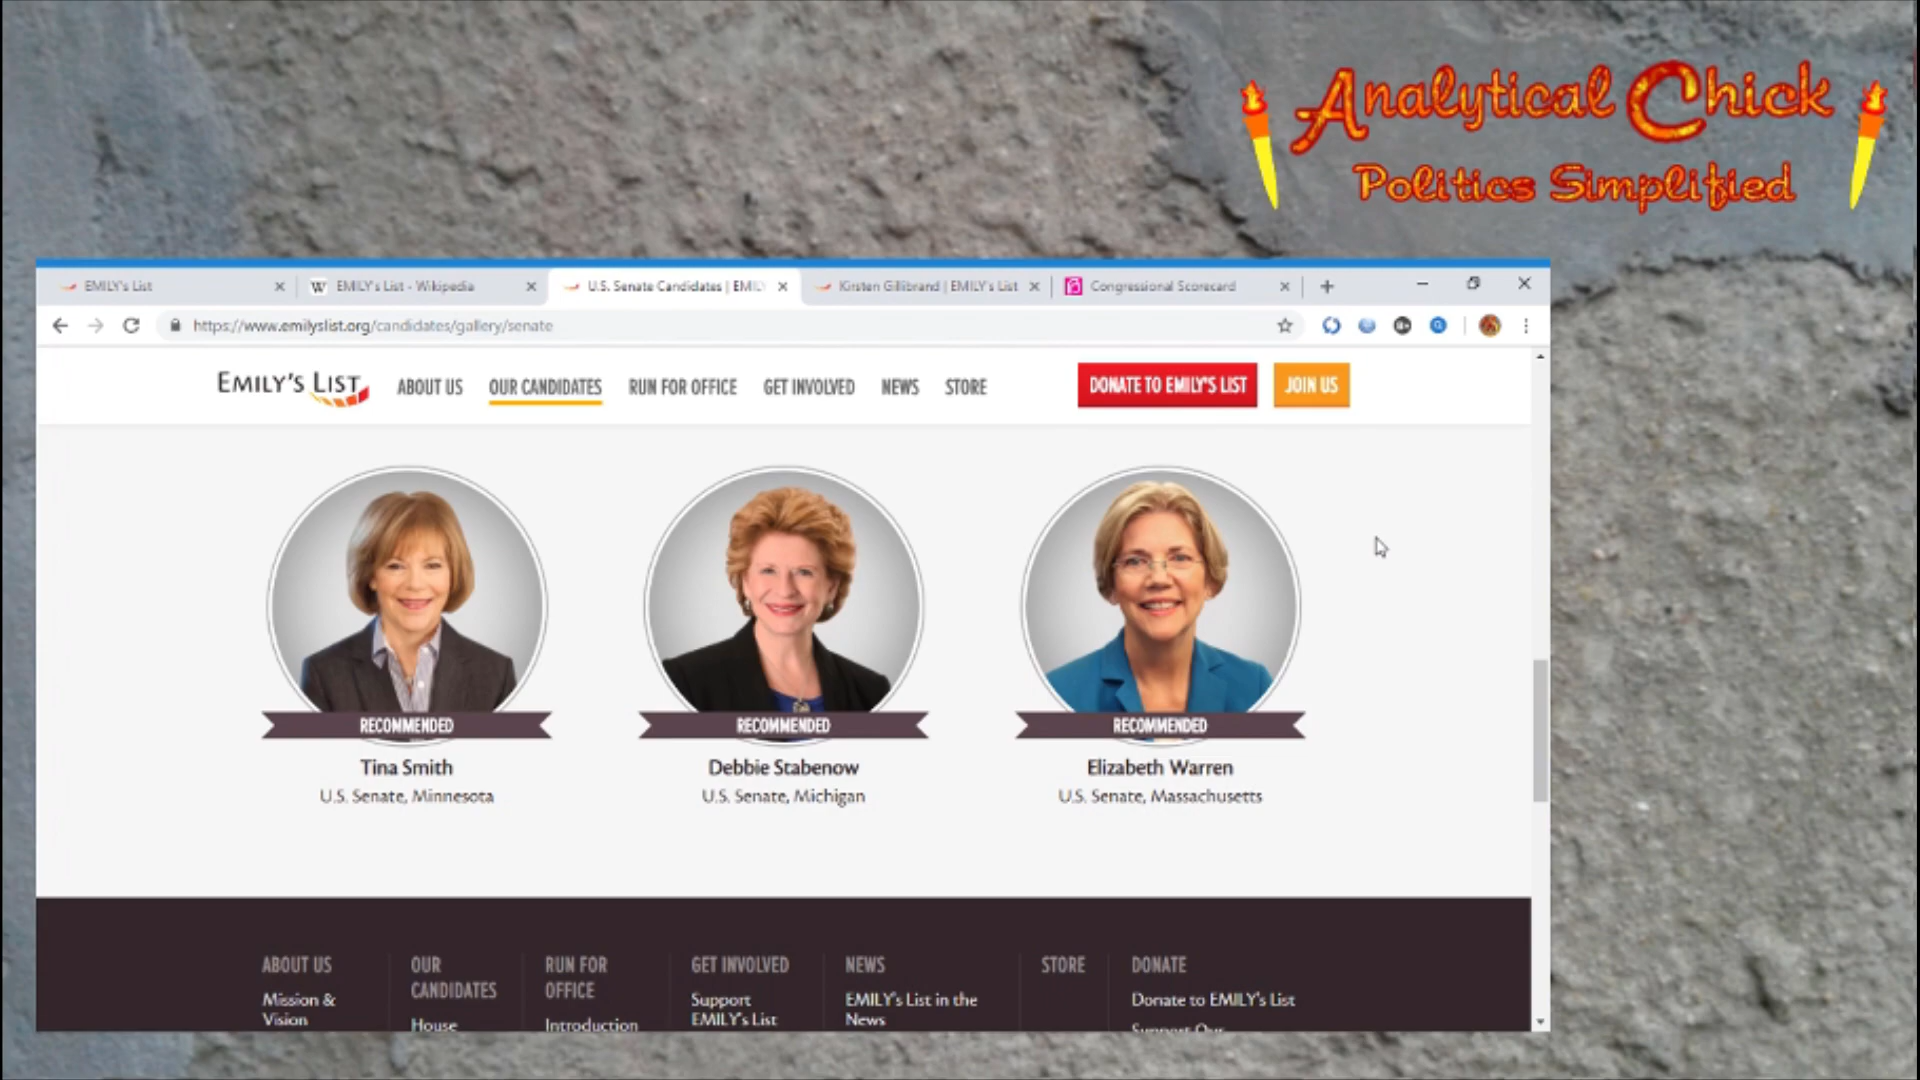 Analytical Chick
Politics Simplified
EMILY's List
EMILY's List - Wikipedia
U.S. Senate Candidates | EMIL
Kirsten Gillibrand | EMILY's List
Congressional Scorecard
https://www.emilyslist.org/candidates/gallery/senate
EMILY'S LIST
ABOUT US
OUR CANDIDATES
RUN FOR OFFICE
GET INVOLVED
NEWS
STORE
DONATE TO EMILY'S LIST
JOIN US
RECOMMENDED
RECOMMENDED
RECOMMENDED
Tina Smith
Debbie Stabenow
Elizabeth Warren
U.S. Senate, Minnesota
U.S. Senate, Michigan
U.S. Senate, Massachusetts
ABOUT US
Mission &
Vision
OUR
CANDIDATES
House
RUN FOR
OFFICE
Introduction
GET INVOLVED
Support
EMILY's List
NEWS
EMILY's List in the
News
STORE
DONATE
Donate to EMILY's List
Support Our